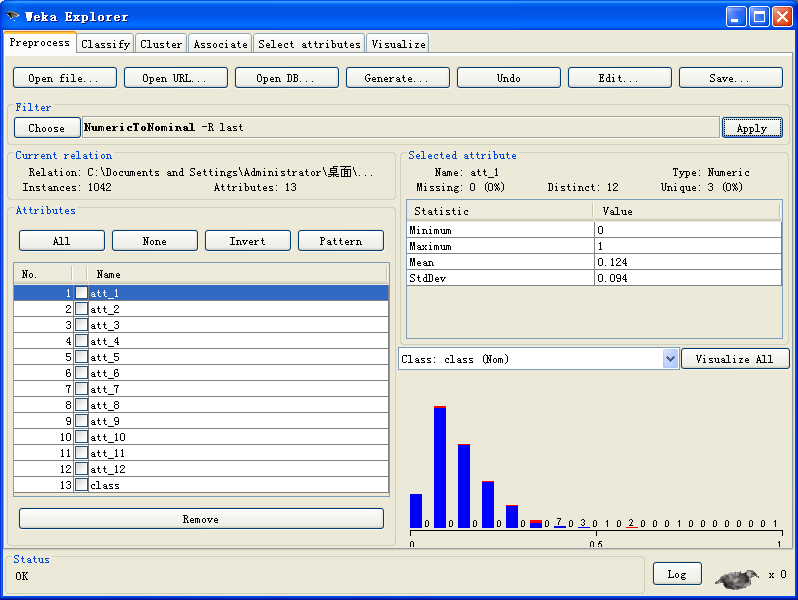 Weka Explorer
Preprocess Classify Cluster Associate Select attributes Visualize
Open file... Open URL... Open DB... Generate... Undo Edit... Save...
Filter
Choose NumericToNominal -R last Apply
Current relation
Relation: C:\Documents and Settings\Administrator\桌面\...
Instances: 1042 Attributes: 13
Selected attribute
Name: att_1 Type: Numeric
Missing: 0 (0%) Distinct: 12 Unique: 3 (0%)
Statistic Value
Minimum 0
Maximum 1
Mean 0.124
StdDev 0.094
Attributes
All None Invert Pattern
No. Name
1 att_1
2 att_2
3 att_3
4 att_4
5 att_5
6 att_6
7 att_7
8 att_8
9 att_9
10 att_10
11 att_11
12 att_12
13 class
Remove
Class: class (Nom) Visualize All
0 0 0 0 0 0 7 0 3 0 1 0 2 0 0 0 1 0 0 0 0 0 0 0 1
0 0.5 1
Status
OK
Log x 0